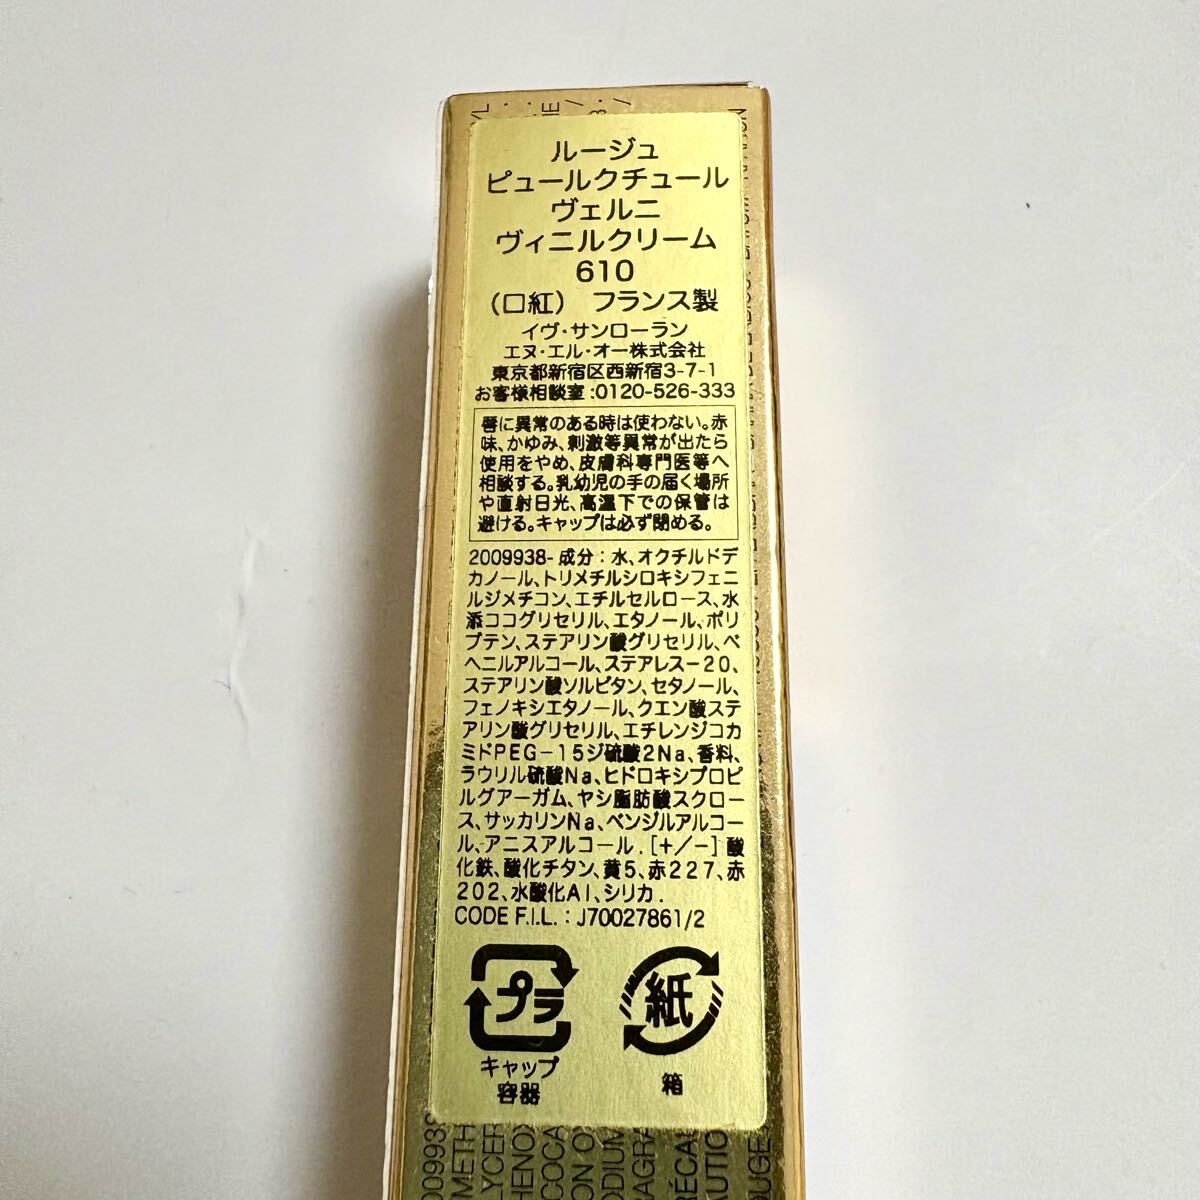 ルージュ
ピュールクチュール
ヴェルニ
ヴィニルクリーム
610
（口紅） フランス製
イヴ・サンローラン
エヌ・エル・オー株式会社
東京都新宿区西新宿3-7-1
お客様相談室:0120-526-333
唇に異常のある時は使わない。赤
味、かゆみ、刺激等異常が出たら
使用をやめ、皮膚科専門医等へ
相談する。乳幼児の手の届く場所
や直射日光、高温下での保管は
避ける。キャップは必ず閉める。
2009938- 成分：水、オクチルドデ
カノール、トリメチルシロキシフェニ
ルジメチコン、エチルセルロース、水
添ココグリセリル、エタノール、ポリ
ブテン、ステアリン酸グリセリル、ベ
ヘニルアルコール、ステアレスー20、
ステアリン酸ソルビタン、セタノール、
フェノキシエタノール、クエン酸ステ
アリン酸グリセリル、エチレンジコカ
ミドPEG－15ジ硫酸2Na、香料、
ラウリル硫酸Na、ヒドロキシプロピ
ルグアーガム、ヤシ脂肪酸スクロー
ス、サッカリンNa、ベンジルアルコー
ル、アニスアルコール．[＋／－] 酸
化鉄、酸化チタン、黄5、赤227、赤
202、水酸化Al、シリカ．
CODE F.I.L. : J70027861/2
プラ
紙
キャップ
容器
箱